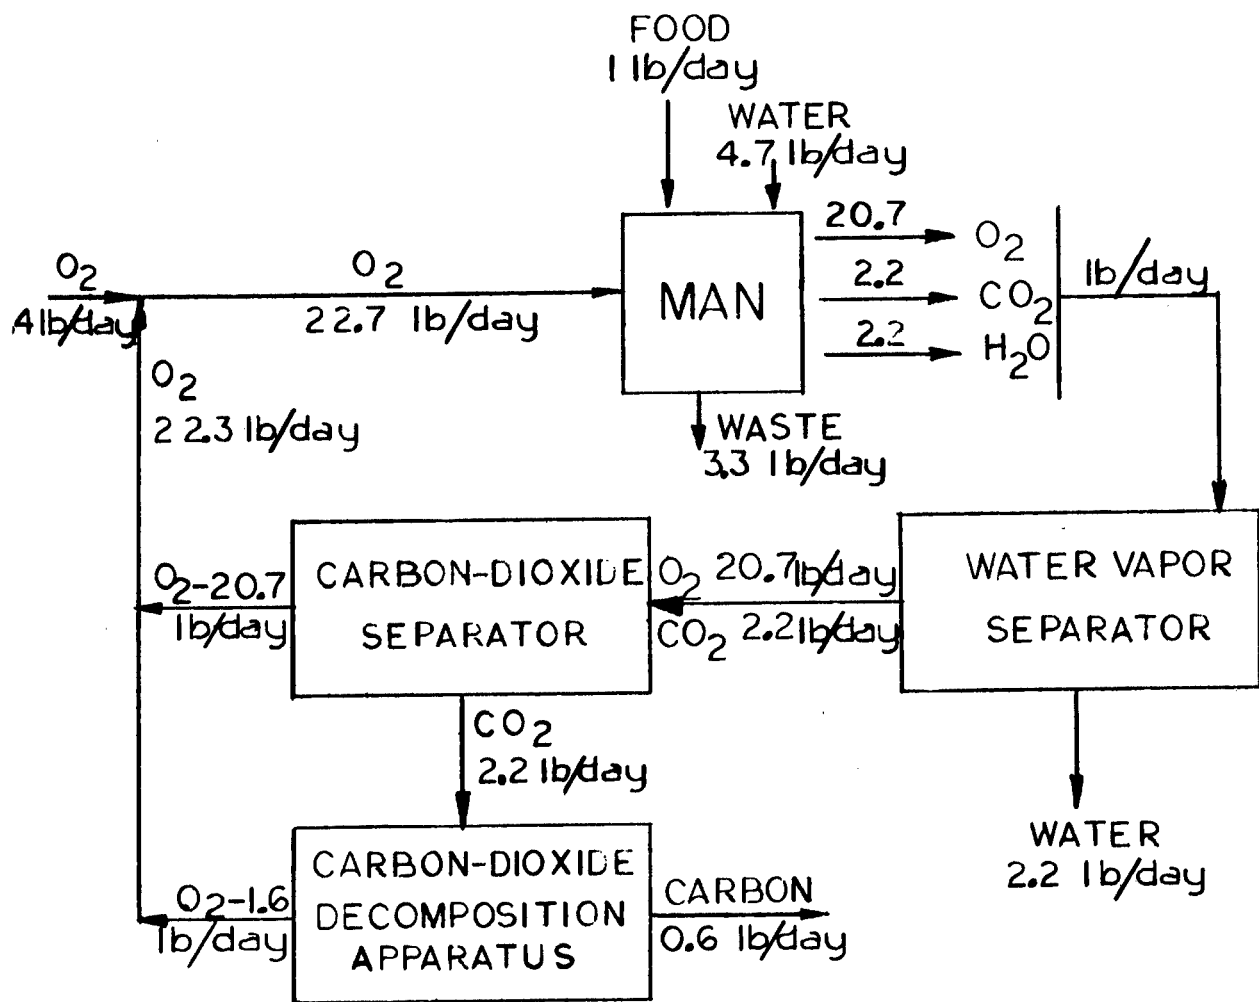 FOOD
1 lb/day
WATER
4.7 lb/day
O2
4 lb/day
O2
22.7 lb/day
MAN
20.7
O2
2.2
CO2
2.2
H2O
lb/day
O2
22.3 lb/day
WASTE
3.3 lb/day
O2-20.7
lb/day
CARBON-DIOXIDE
SEPARATOR
O2 20.7 lb/day
CO2 2.2 lb/day
WATER VAPOR
SEPARATOR
CO2
2.2 lb/day
WATER
2.2 lb/day
O2-1.6
lb/day
CARBON-DIOXIDE
DECOMPOSITION
APPARATUS
CARBON
0.6 lb/day